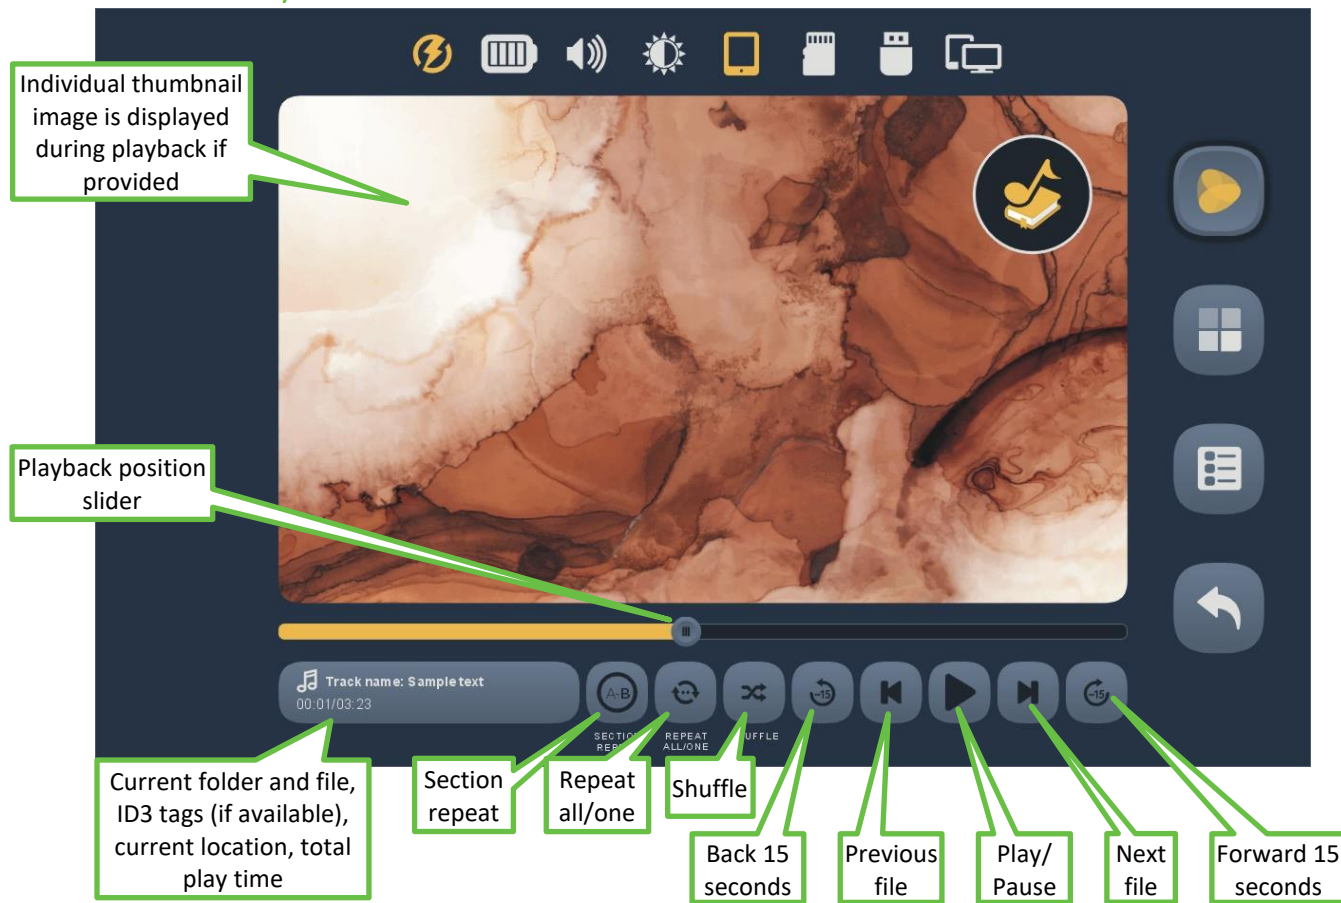 Individual thumbnail
image is displayed
during playback if
provided
Playback position
slider
Track name: Sample text
00:01/03:23
A-B
-15
-15
SECTION
REPEAT
ALL/ONE
Current folder and file,
ID3 tags (if available),
current location, total
play time
Section
repeat
Repeat
all/one
Shuffle
Back 15
seconds
Previous
file
Play/
Pause
Next
file
Forward 15
seconds